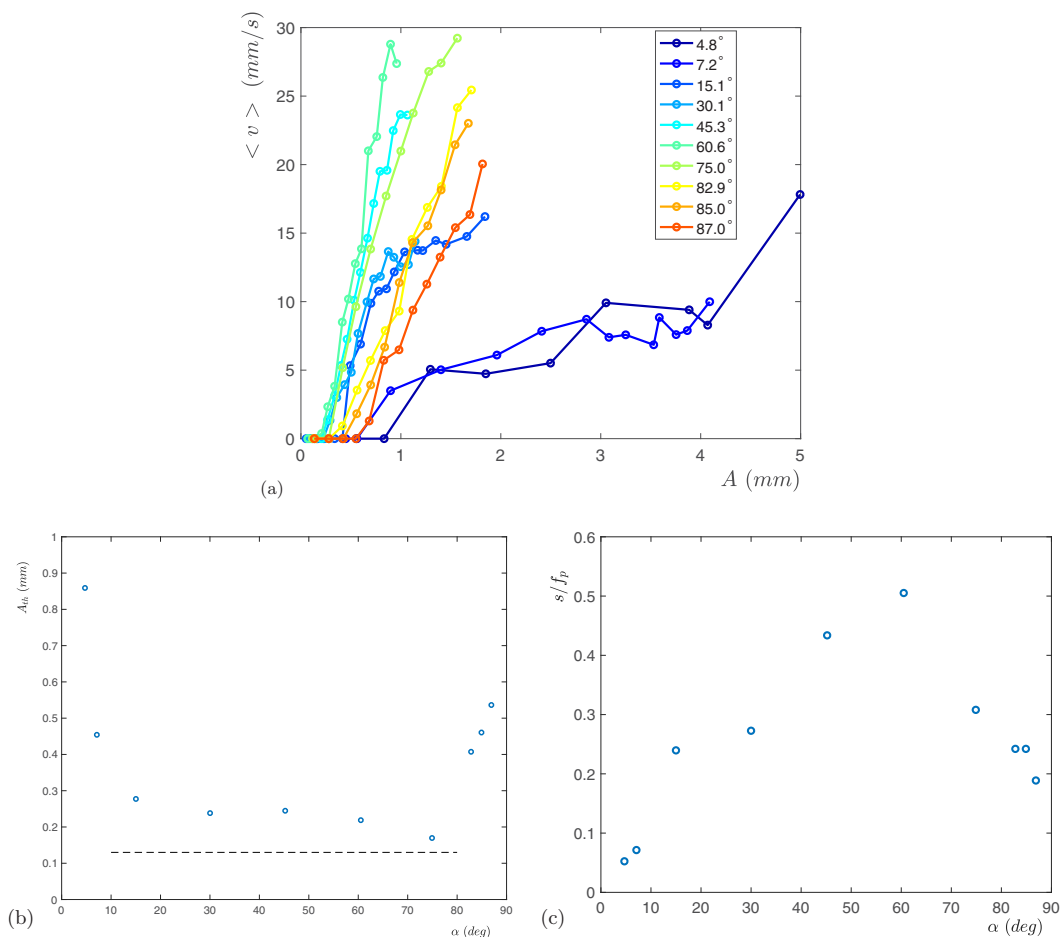 < v > (mm/s)
30
25
20
15
10
5
0
4.8°
7.2°
15.1°
30.1°
45.3°
60.6°
75.0°
82.9°
85.0°
87.0°
0 1 2 3 4 5
(a)
A (mm)
A_th (mm)
1
0.9
0.8
0.7
0.6
0.5
0.4
0.3
0.2
0.1
0
0 10 20 30 40 50 60 70 80 90
(b)
α (deg)
s/f_p
0.6
0.5
0.4
0.3
0.2
0.1
0
0 10 20 30 40 50 60 70 80 90
(c)
α (deg)